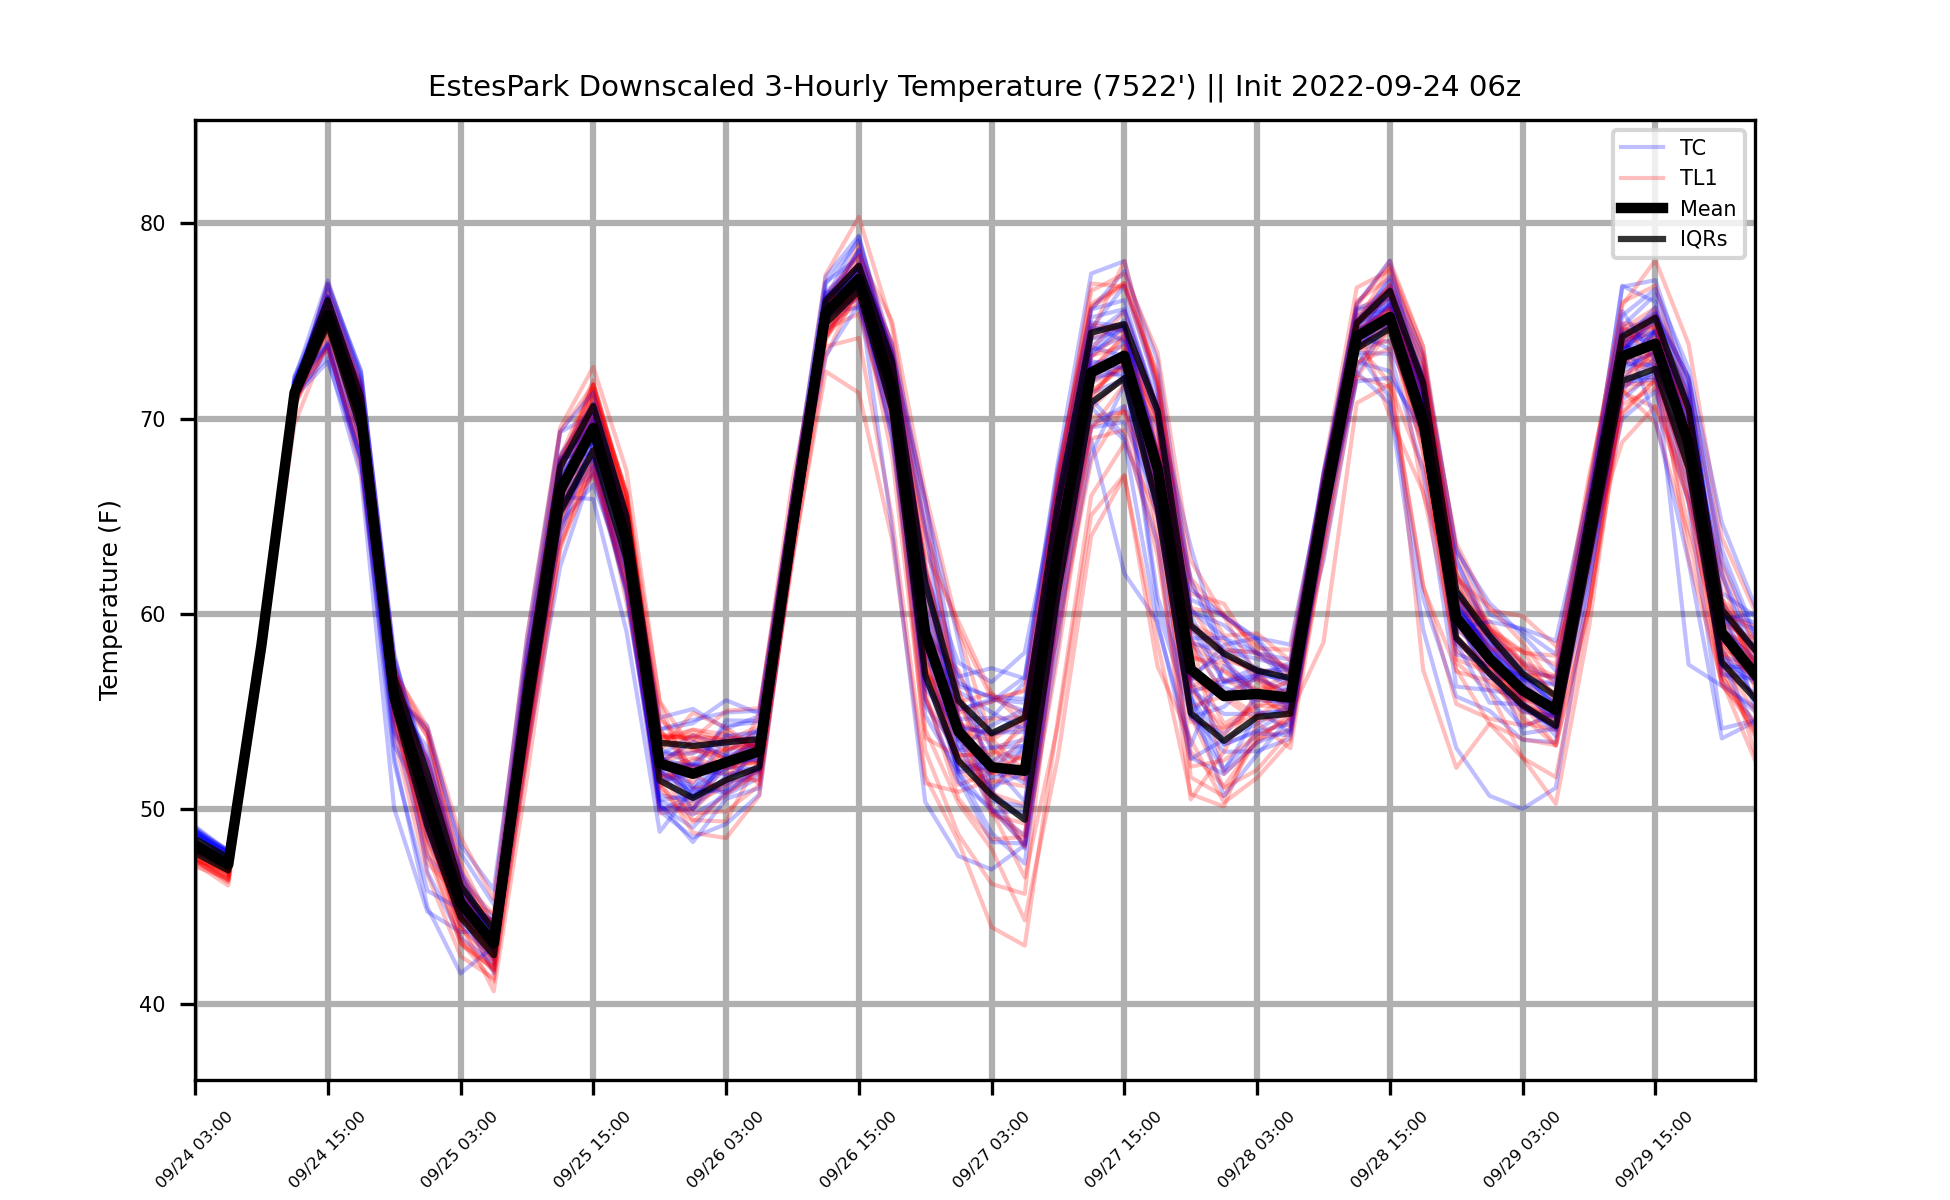 EstesPark Downscaled 3-Hourly Temperature (7522') || Init 2022-09-24 06z
TC
TL1
Mean
IQRs
Temperature (F)
80
70
60
50
40
09/24 03:00
09/24 15:00
09/25 03:00
09/25 15:00
09/26 03:00
09/26 15:00
09/27 03:00
09/27 15:00
09/28 03:00
09/28 15:00
09/29 03:00
09/29 15:00